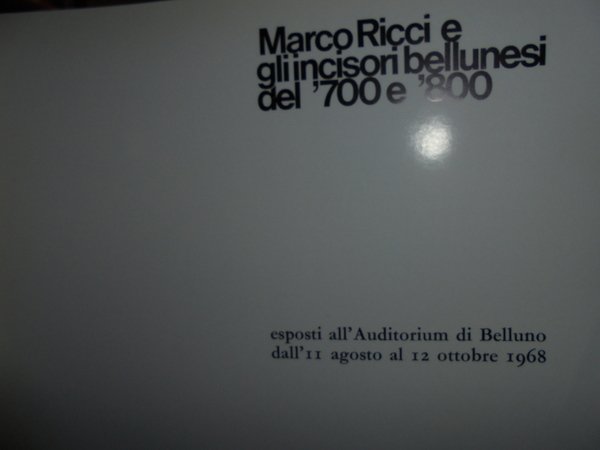 Marco Ricci e
gli incisori bellunesi
del '700 e '800
esposti all'Auditorium di Belluno
dall'11 agosto al 12 ottobre 1968